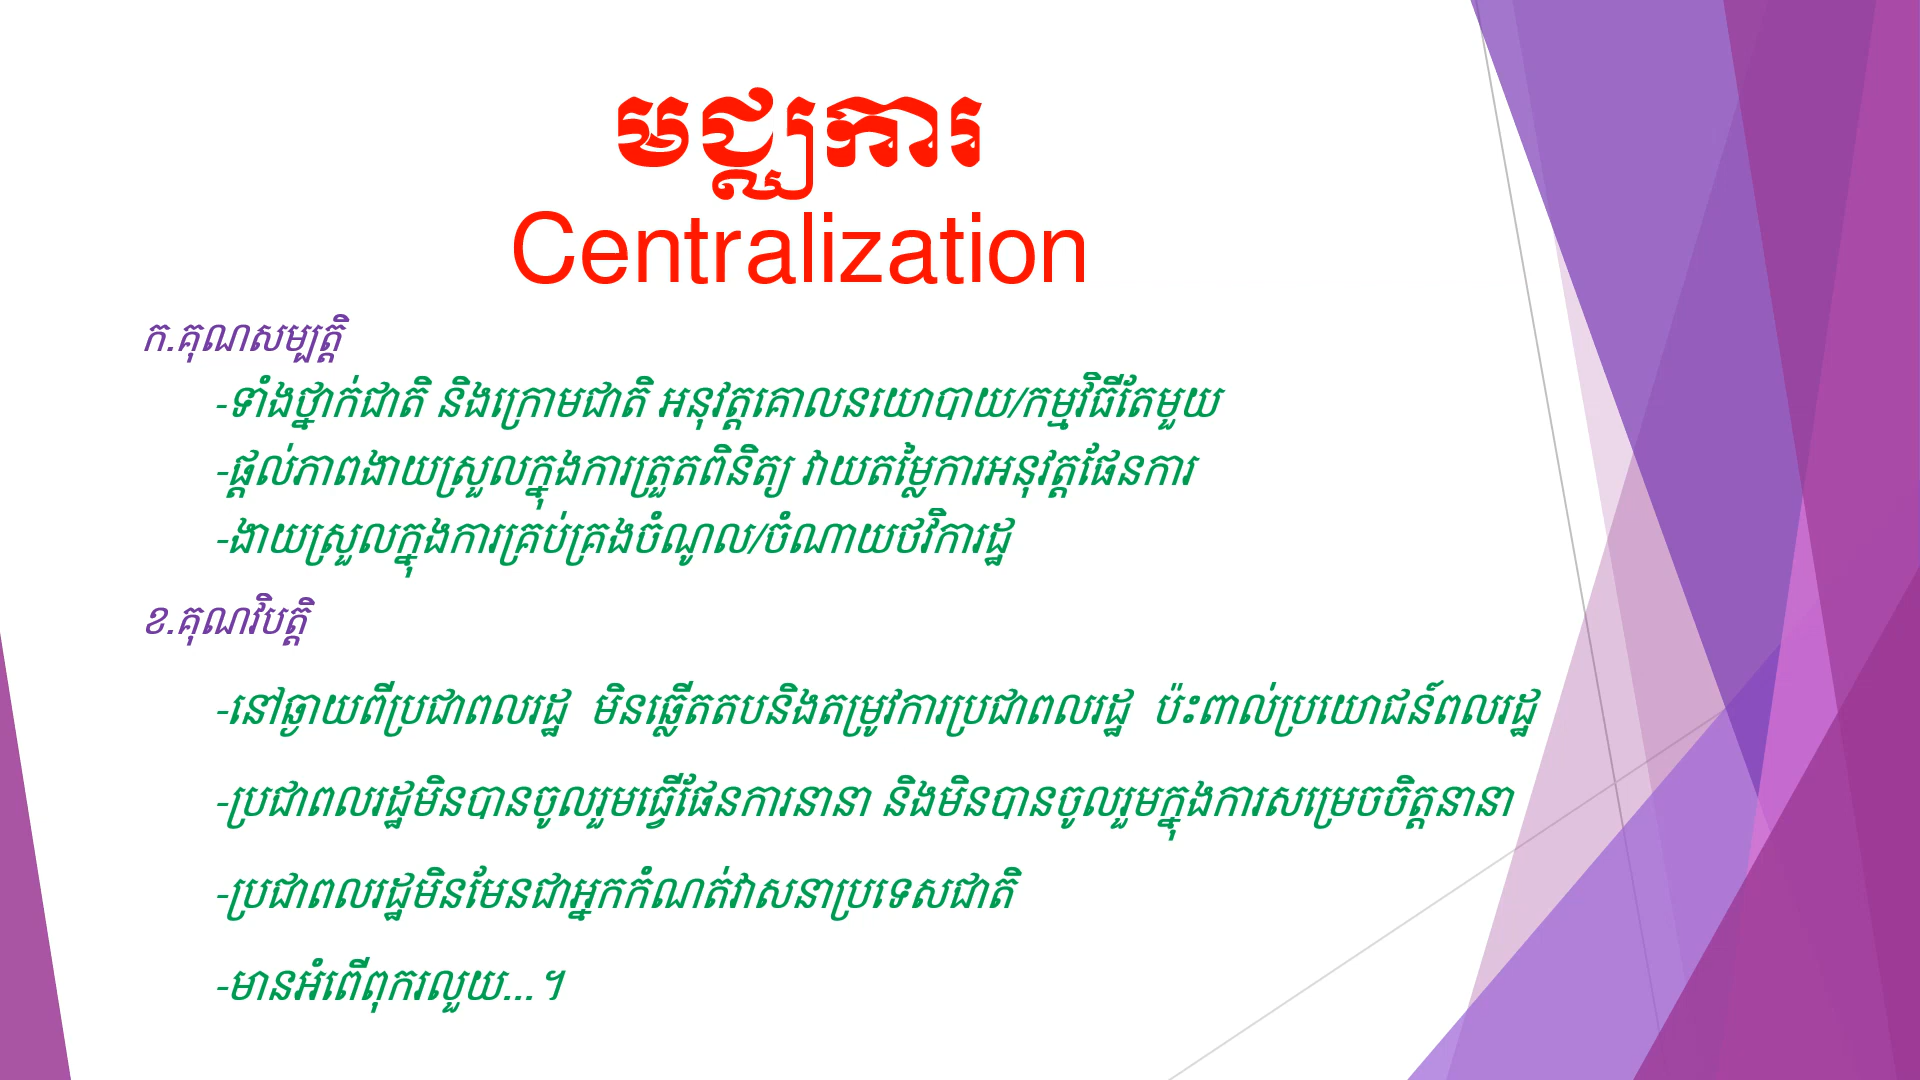 មជ្ឈការ
Centralization
ក.គុណសម្បត្តិ
-ទាំងថ្នាក់ជាតិ និងក្រោមជាតិ អនុវត្តគោលនយោបាយ/កម្មវិធីតែមួយ
-ផ្តល់ភាពងាយស្រួលក្នុងការត្រួតពិនិត្យ វាយតម្លៃការអនុវត្តផែនការ
-ងាយស្រួលក្នុងការគ្រប់គ្រងចំណូល/ចំណាយថវិការដ្ឋ
ខ.គុណវិបត្តិ
-នៅឆ្ងាយពីប្រជាពលរដ្ឋ មិនឆ្លើតតបនិងតម្រូវការប្រជាពលរដ្ឋ ប៉ះពាល់ប្រយោជន៍ពលរដ្ឋ
-ប្រជាពលរដ្ឋមិនបានចូលរួមធ្វើផែនការនានា និងមិនបានចូលរួមក្នុងការសម្រេចចិត្តនានា
-ប្រជាពលរដ្ឋមិនមែនជាអ្នកកំណត់វាសនាប្រទេសជាតិ
-មានអំពើពុករលួយ...។